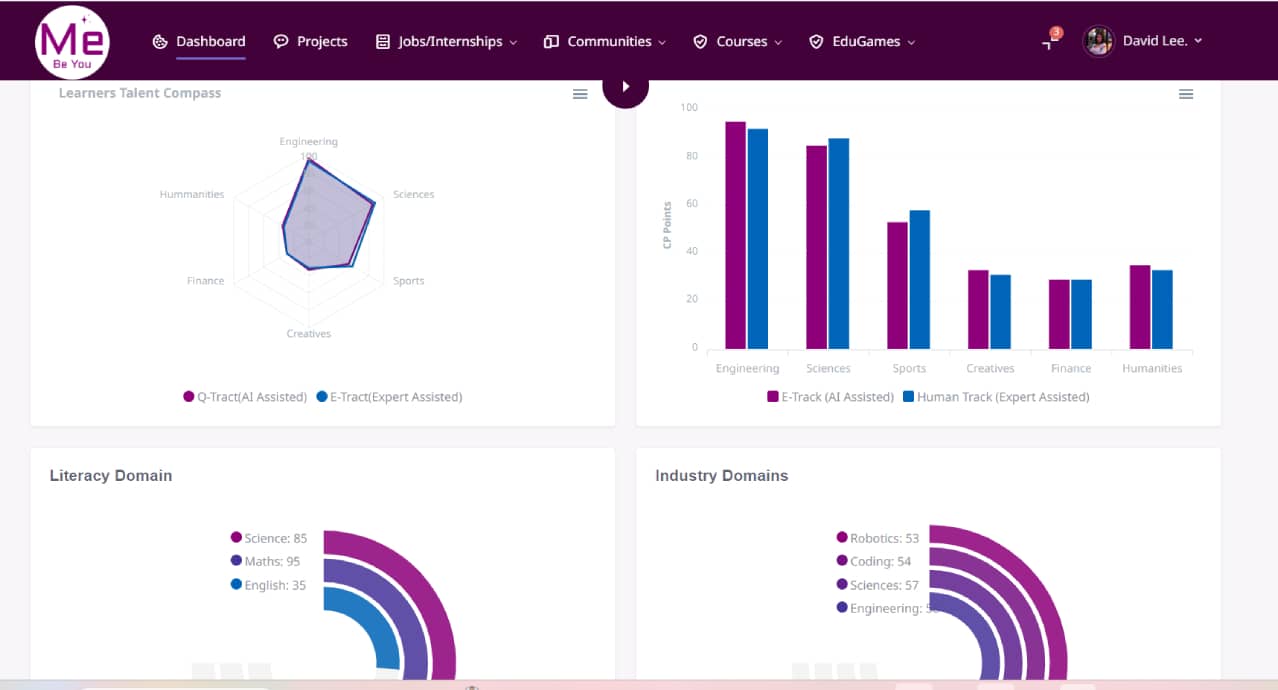 Me
Be You
Dashboard
Projects
Jobs/Internships
Communities
Courses
EduGames
3
David Lee.
Learners Talent Compass
Engineering
100
Hummanities
Sciences
Finance
Sports
Creatives
Q-Tract(AI Assisted)
E-Tract(Expert Assisted)
100
80
60
40
20
0
CP Points
Engineering
Sciences
Sports
Creatives
Finance
Humanities
E-Track (AI Assisted)
Human Track (Expert Assisted)
Literacy Domain
Science: 85
Maths: 95
English: 35
Industry Domains
Robotics: 53
Coding: 54
Sciences: 57
Engineering: